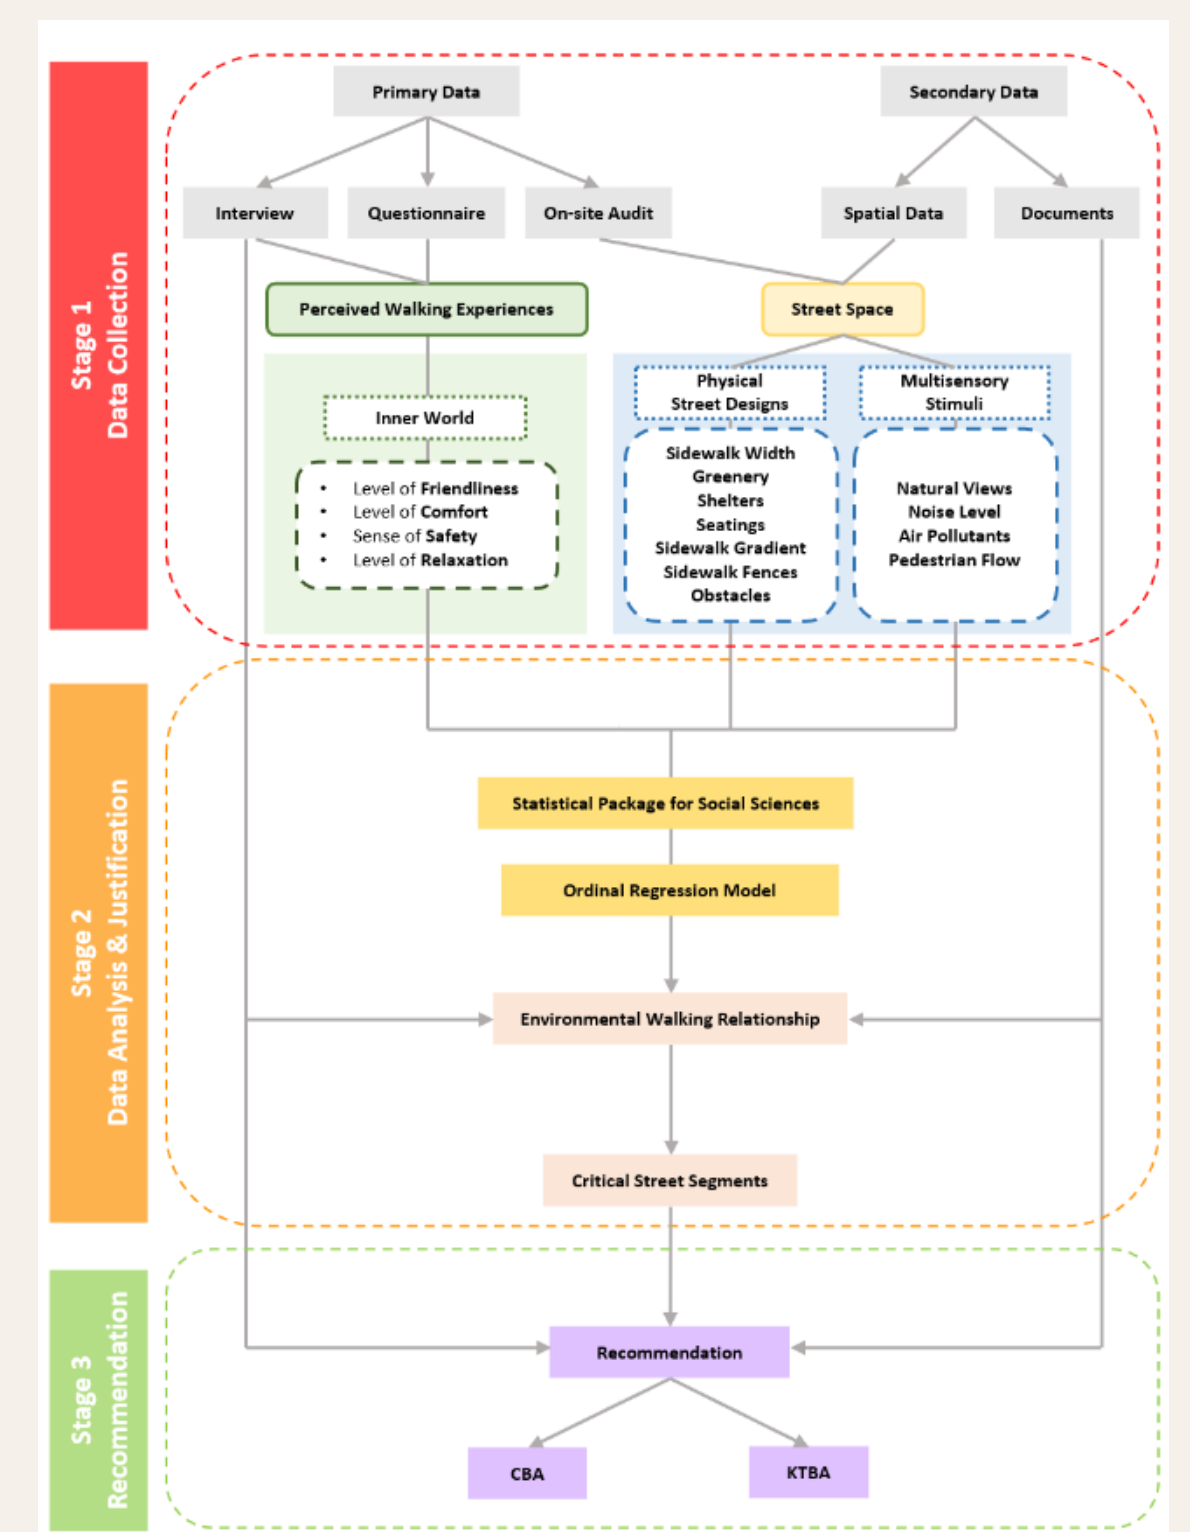 Stage 1
Data Collection
Primary Data
Secondary Data
Interview
Questionnaire
On-site Audit
Spatial Data
Documents
Perceived Walking Experiences
Street Space
Inner World
Physical
Street Designs
Multisensory
Stimuli
• Level of Friendliness
• Level of Comfort
• Sense of Safety
• Level of Relaxation
Sidewalk Width
Greenery
Shelters
Seatings
Sidewalk Gradient
Sidewalk Fences
Obstacles
Natural Views
Noise Level
Air Pollutants
Pedestrian Flow
Stage 2
Data Analysis & Justification
Statistical Package for Social Sciences
Ordinal Regression Model
Environmental Walking Relationship
Critical Street Segments
Stage 3
Recommendation
Recommendation
CBA
KTBA